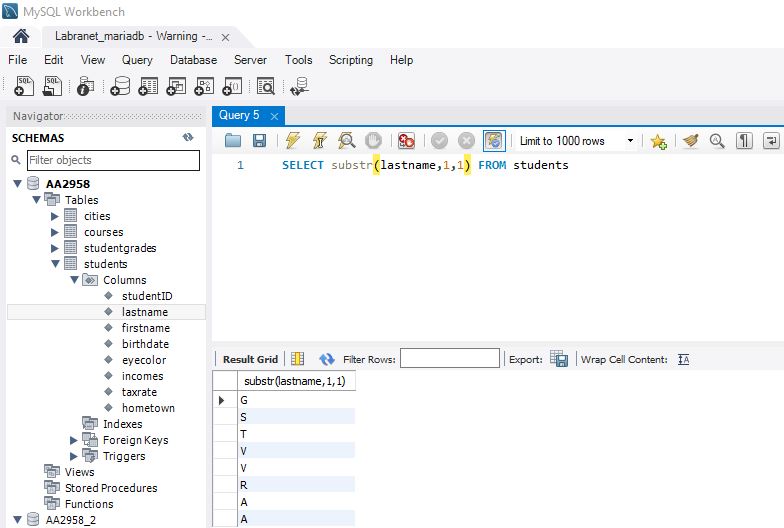 MySQL Workbench
Labranet_mariadb - Warning -... ×
File Edit View Query Database Server Tools Scripting Help
Navigator
Query 5 ×
SCHEMAS
Limit to 1000 rows
Filter objects
1 SELECT substr(lastname,1,1) FROM students
AA2958
Tables
cities
courses
studentgrades
students
Columns
studentID
lastname
firstname
birthdate
eyecolor
incomes
taxrate
hometown
Indexes
Foreign Keys
Triggers
Views
Stored Procedures
Functions
AA2958_2
Result Grid Filter Rows: Export: Wrap Cell Content: IA
substr(lastname,1,1)
G
S
T
V
V
R
A
A